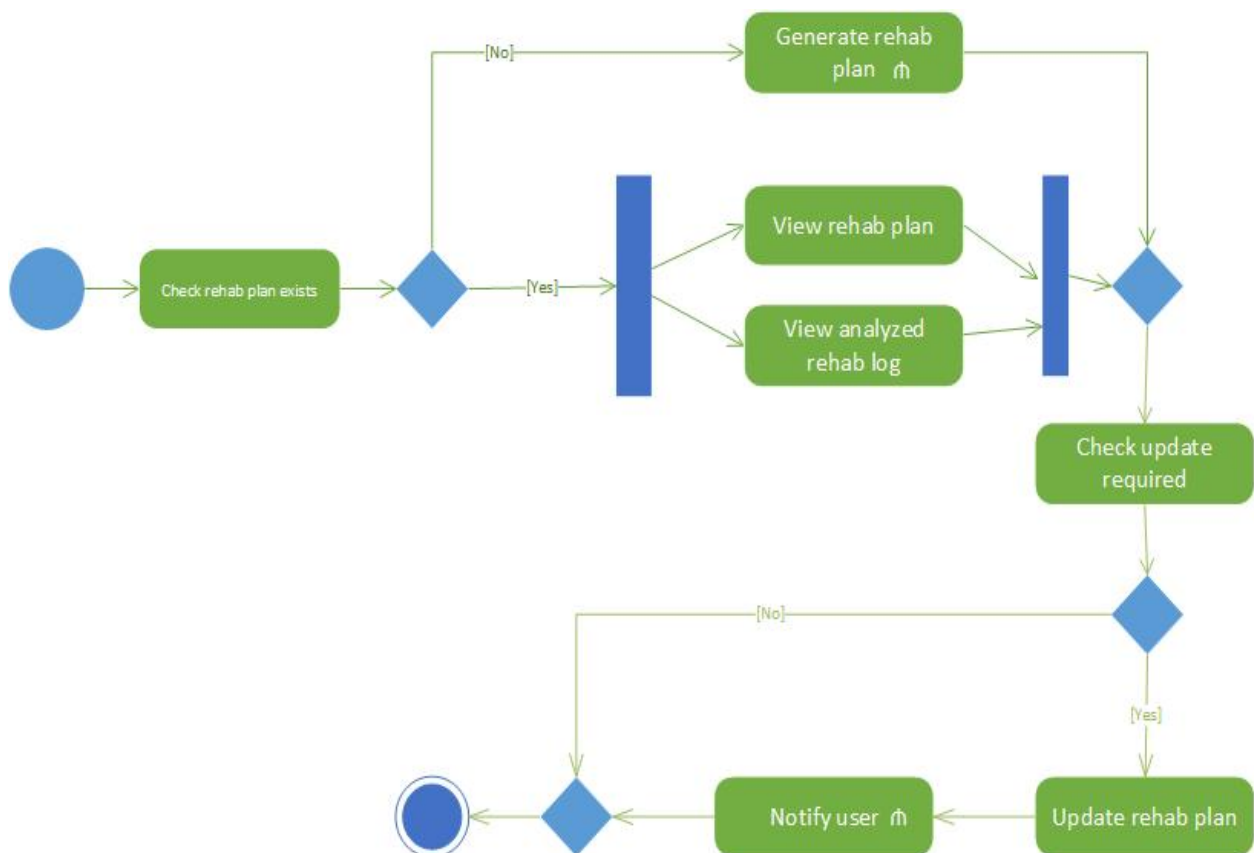 [No]
Generate rehab
plan ⫛
Check rehab plan exists
[Yes]
View rehab plan
View analyzed
rehab log
Check update
required
[No]
[Yes]
Notify user ⫛
Update rehab plan